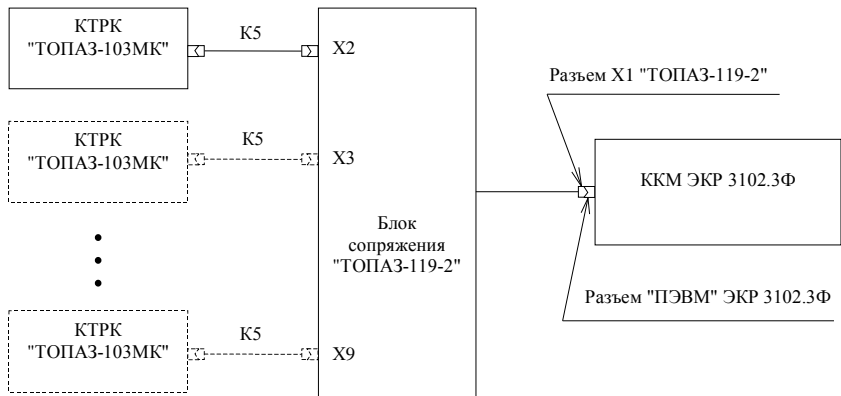 КТРК
"ТОПАЗ-103МК"
К5
X2
Разъем X1 "ТОПАЗ-119-2"
КТРК
"ТОПАЗ-103МК"
К5
X3
ККМ ЭКР 3102.3Ф
Блок
сопряжения
"ТОПАЗ-119-2"
Разъем "ПЭВМ" ЭКР 3102.3Ф
КТРК
"ТОПАЗ-103МК"
К5
X9